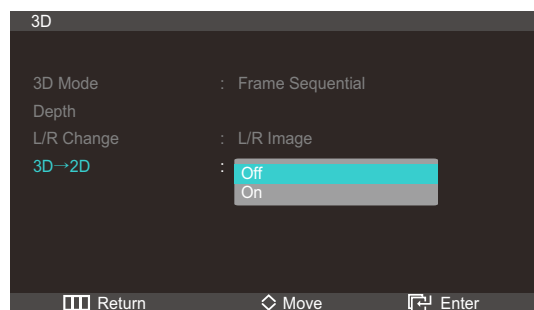 3D
3D Mode : Frame Sequential
Depth
L/R Change : L/R Image
3D→2D : Off
On
Return Move Enter